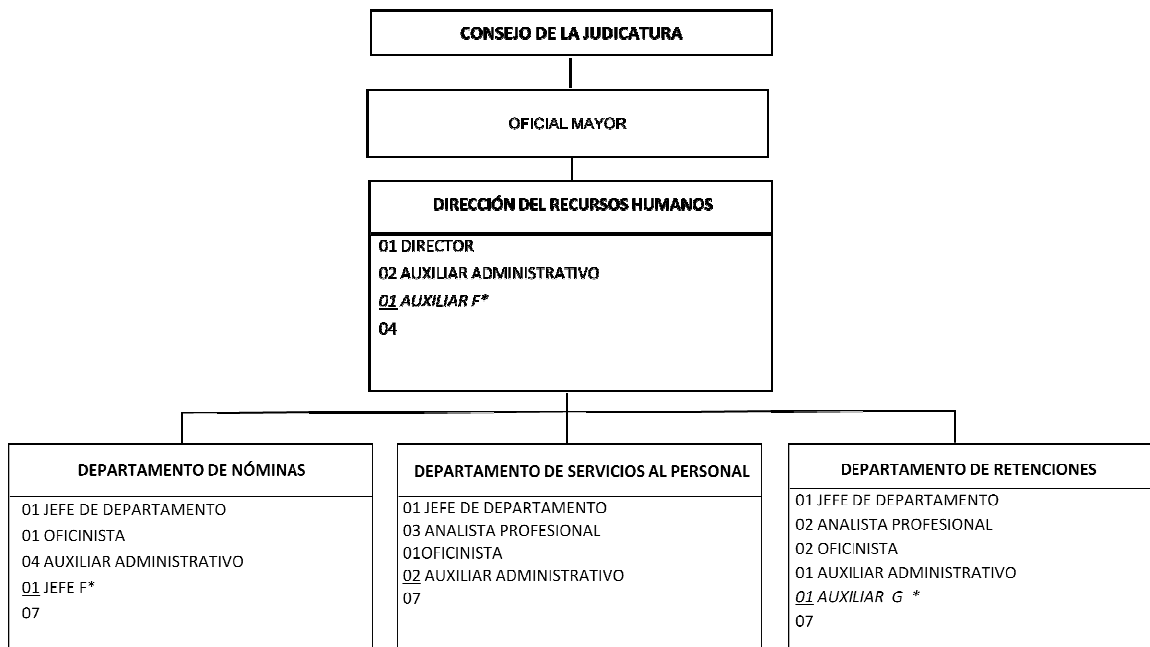 CONSEJO DE LA JUDICATURA
OFICIAL MAYOR
DIRECCIÓN DEL RECURSOS HUMANOS
01 DIRECTOR
02 AUXILIAR ADMINISTRATIVO
01 AUXILIAR F*
04
DEPARTAMENTO DE NÓMINAS
01 JEFE DE DEPARTAMENTO
01 OFICINISTA
04 AUXILIAR ADMINISTRATIVO
01 JEFE F*
07
DEPARTAMENTO DE SERVICIOS AL PERSONAL
01 JEFE DE DEPARTAMENTO
03 ANALISTA PROFESIONAL
01OFICINISTA
02 AUXILIAR ADMINISTRATIVO
07
DEPARTAMENTO DE RETENCIONES
01 JEFE DE DEPARTAMENTO
02 ANALISTA PROFESIONAL
02 OFICINISTA
01 AUXILIAR ADMINISTRATIVO
01 AUXILIAR G *
07